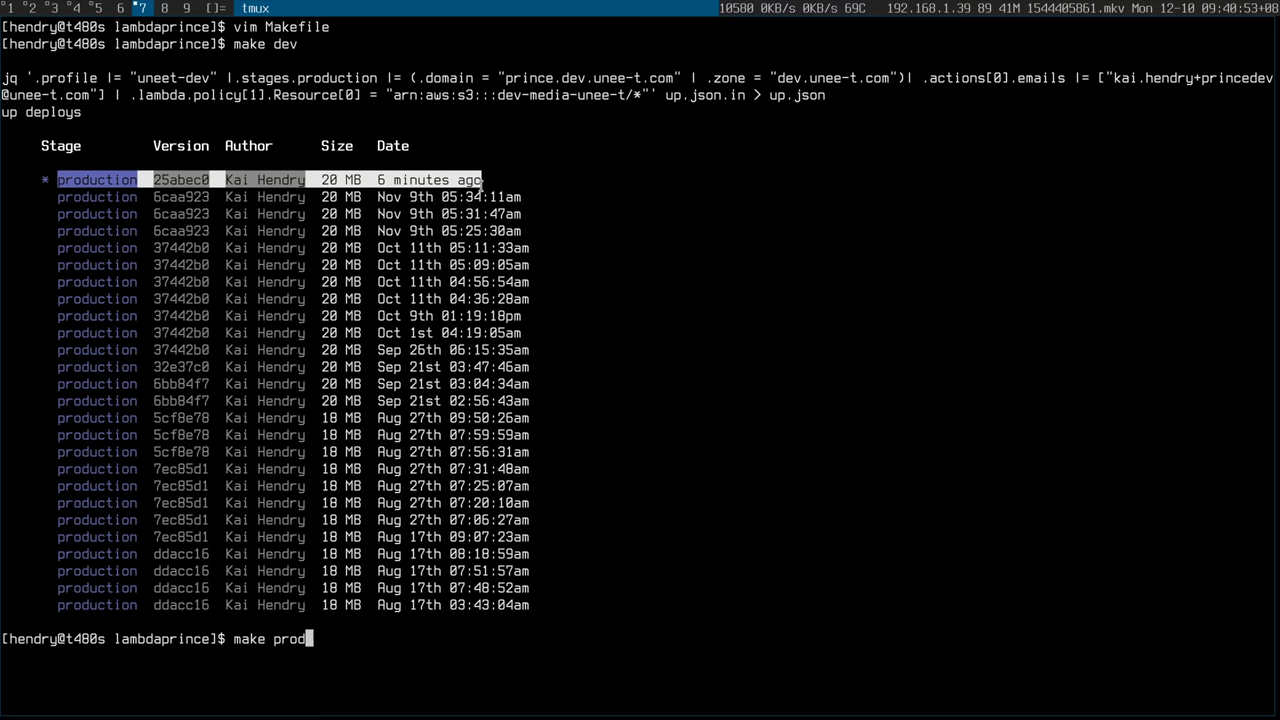 1 2 3 4 5 6 7 8 9 []= tmux 10580 0KB/s 0KB/s 69C 192.168.1.39 89 41M 1544405861.mkv Mon 12-10 09:40:53+08
[hendry@t480s lambdaprince]$ vim Makefile
[hendry@t480s lambdaprince]$ make dev
jq '.profile |= "uneet-dev" |.stages.production |= (.domain = "prince.dev.unee-t.com" | .zone = "dev.unee-t.com")| .actions[0].emails |= ["kai.hendry+princedev
@unee-t.com"] | .lambda.policy[1].Resource[0] = "arn:aws:s3:::dev-media-unee-t/*"' up.json.in > up.json
up deploys
Stage Version Author Size Date
* production 25abec0 Kai Hendry 20 MB 6 minutes ago
production 6caa923 Kai Hendry 20 MB Nov 9th 05:34:11am
production 6caa923 Kai Hendry 20 MB Nov 9th 05:31:47am
production 6caa923 Kai Hendry 20 MB Nov 9th 05:25:30am
production 37442b0 Kai Hendry 20 MB Oct 11th 05:11:33am
production 37442b0 Kai Hendry 20 MB Oct 11th 05:09:05am
production 37442b0 Kai Hendry 20 MB Oct 11th 04:56:54am
production 37442b0 Kai Hendry 20 MB Oct 11th 04:36:28am
production 37442b0 Kai Hendry 20 MB Oct 9th 01:19:18pm
production 37442b0 Kai Hendry 20 MB Oct 1st 04:19:05am
production 37442b0 Kai Hendry 20 MB Sep 26th 06:15:35am
production 32e37c0 Kai Hendry 20 MB Sep 21st 03:47:46am
production 6bb84f7 Kai Hendry 20 MB Sep 21st 03:04:34am
production 6bb84f7 Kai Hendry 20 MB Sep 21st 02:56:43am
production 5cf8e78 Kai Hendry 18 MB Aug 27th 09:50:26am
production 5cf8e78 Kai Hendry 18 MB Aug 27th 07:59:59am
production 5cf8e78 Kai Hendry 18 MB Aug 27th 07:56:31am
production 7ec85d1 Kai Hendry 18 MB Aug 27th 07:31:48am
production 7ec85d1 Kai Hendry 18 MB Aug 27th 07:25:07am
production 7ec85d1 Kai Hendry 18 MB Aug 27th 07:20:10am
production 7ec85d1 Kai Hendry 18 MB Aug 27th 07:06:27am
production 7ec85d1 Kai Hendry 18 MB Aug 17th 09:07:23am
production ddacc16 Kai Hendry 18 MB Aug 17th 08:18:59am
production ddacc16 Kai Hendry 18 MB Aug 17th 07:51:57am
production ddacc16 Kai Hendry 18 MB Aug 17th 07:48:52am
production ddacc16 Kai Hendry 18 MB Aug 17th 03:43:04am
[hendry@t480s lambdaprince]$ make prod